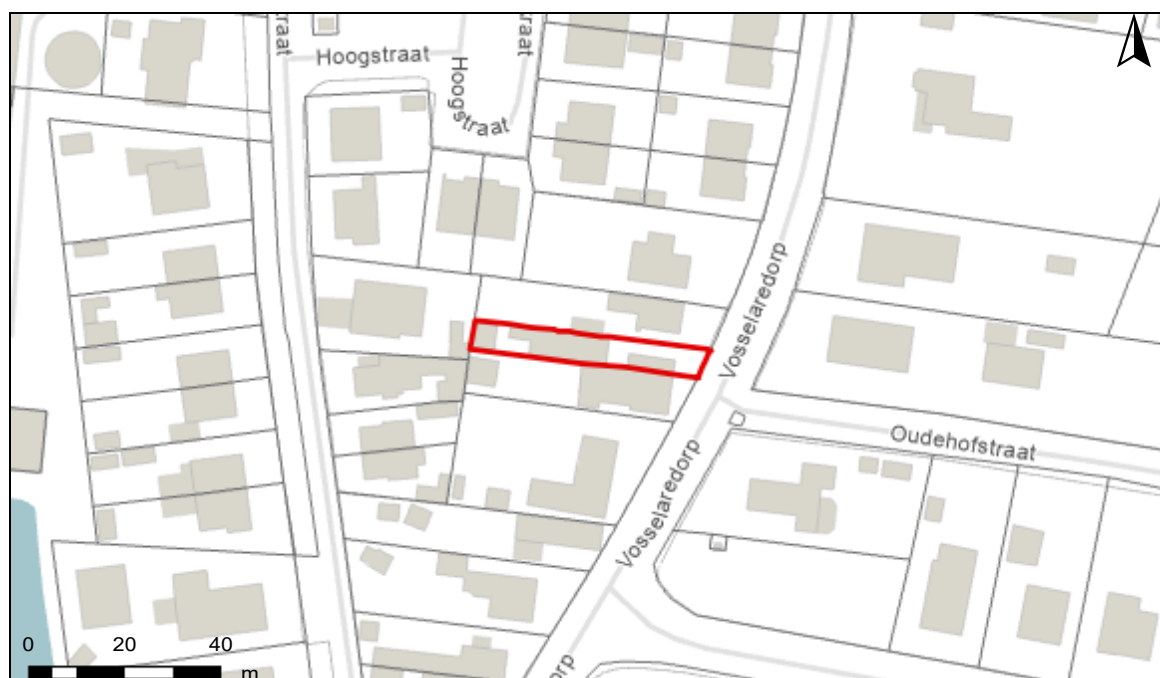 straat
straat
Hoogstraat
Hoogstraat
Vosselaredorp
Oudehofstraat
Vosselaredorp
0 20 40
m
orp